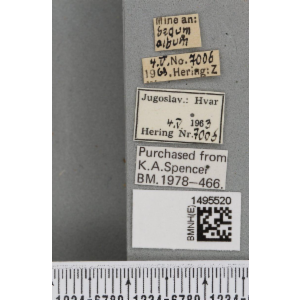 Mine an:
album
4.V. No. 7006
1963. Hering: Z
Jugoslav.: Hvar
4.V. 1963
Hering Nr. 7006
Purchased from
K.A.Spencer
BM.1978-466.
1495520
BMNH(E)